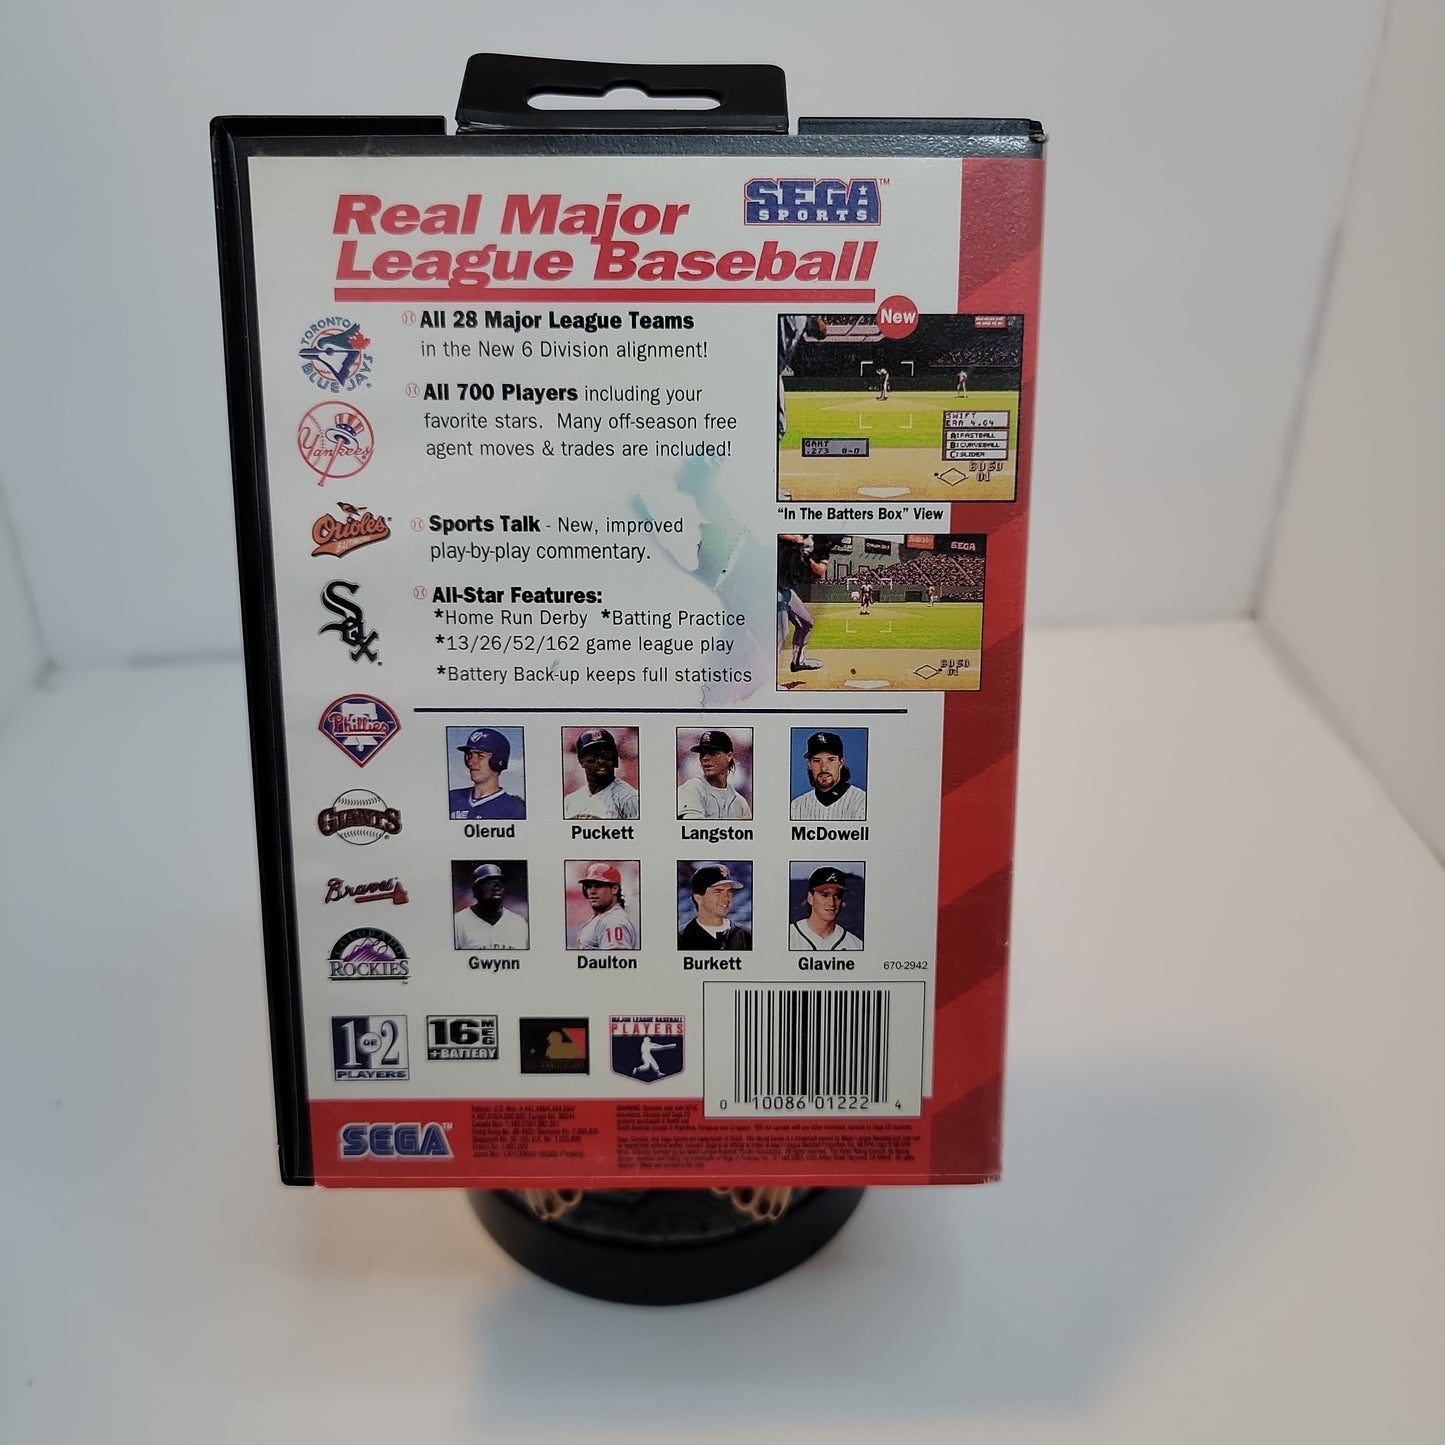 Real Major
League Baseball
SEGA™
SPORTS
All 28 Major League Teams
in the New 6 Division alignment!
All 700 Players including your
favorite stars. Many off-season free
agent moves & trades are included!
Sports Talk - New, improved
play-by-play commentary.
All-Star Features:
*Home Run Derby *Batting Practice
*13/26/52/162 game league play
*Battery Back-up keeps full statistics
New
SWIFT
ERA 4.04
A:FASTBALL
B:CURVEBALL
C:SLIDER
GANT
.273 0-0
"In The Batters Box" View
SEGA
TORONTO
BLUE JAYS
Yankees
Orioles
Sox
Phillies
GIANTS
Braves
COLORADO
ROCKIES
Olerud
Puckett
Langston
McDowell
10
Gwynn
Daulton
Burkett
Glavine
670-2942
1 OR 2
PLAYERS
16 MEG
+BATTERY
MAJOR LEAGUE BASEBALL
PLAYERS
0 10086 01222 4
SEGA™